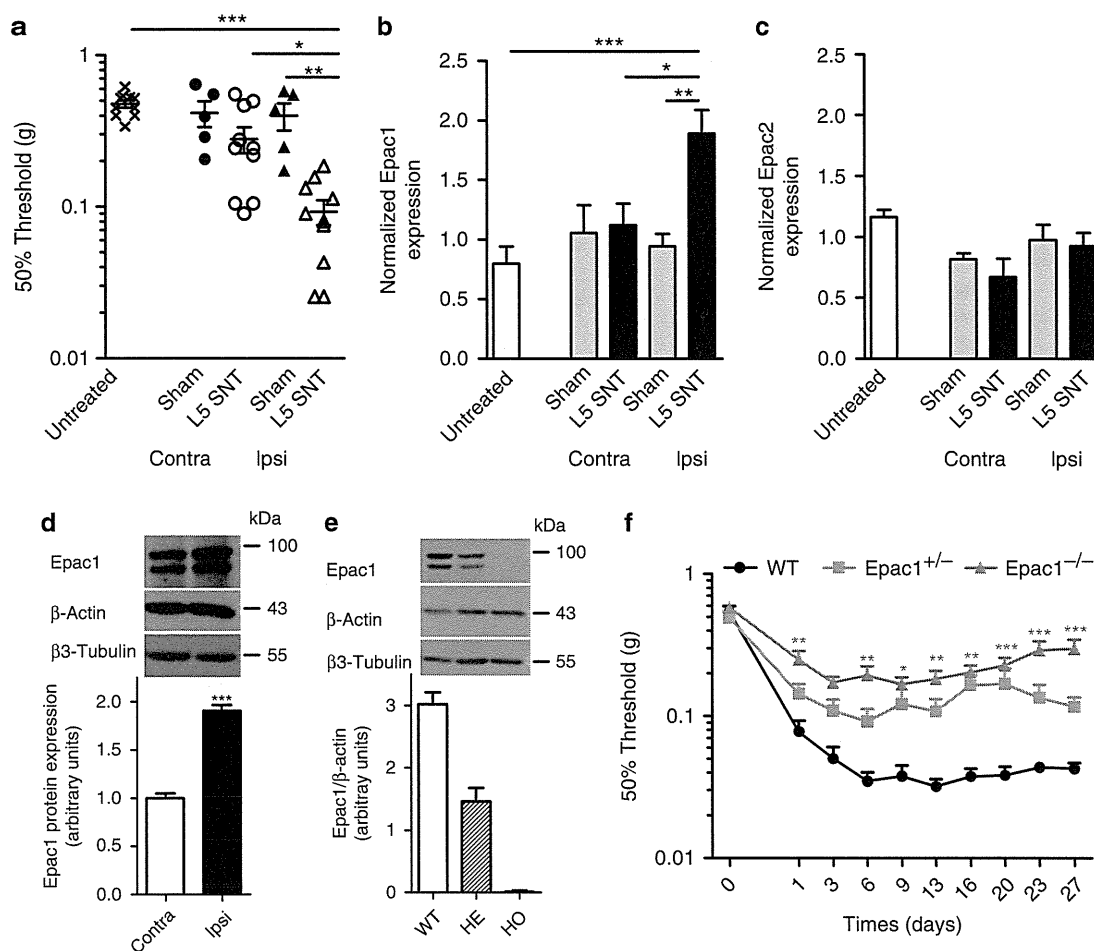 a
***
*
**
50% Threshold (g)
1
0.1
0.01
Untreated
Sham
L5 SNT
Sham
L5 SNT
Contra
Ipsi
b
***
*
**
Normalized Epac1
expression
2.5
2.0
1.5
1.0
0.5
0.0
Untreated
Sham
L5 SNT
Sham
L5 SNT
Contra
Ipsi
c
Normalized Epac2
expression
2.5
2.0
1.5
1.0
0.5
0.0
Untreated
Sham
L5 SNT
Sham
L5 SNT
Contra
Ipsi
d
kDa
Epac1
100
β-Actin
43
β3-Tubulin
55
Epac1 protein expression
(arbitrary units)
2.0
1.5
1.0
0.5
0.0
***
Contra
Ipsi
e
kDa
Epac1
100
β-Actin
43
β3-Tubulin
55
Epac1/β-actin
(arbitray units)
3
2
1
0
WT
HE
HO
f
WT
Epac1+/−
Epac1−/−
50% Threshold (g)
1
0.1
0.01
**
**
*
**
**
***
***
***
0
1
3
6
9
13
16
20
23
27
Times (days)